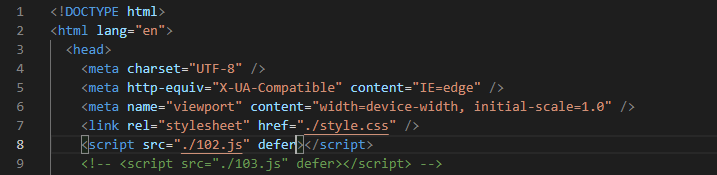 1 <!DOCTYPE html>
2 <html lang="en">
3 <head>
4 <meta charset="UTF-8" />
5 <meta http-equiv="X-UA-Compatible" content="IE=edge" />
6 <meta name="viewport" content="width=device-width, initial-scale=1.0" />
7 <link rel="stylesheet" href="./style.css" />
8 <script src="./102.js" defer></script>
9 <!-- <script src="./103.js" defer></script> -->